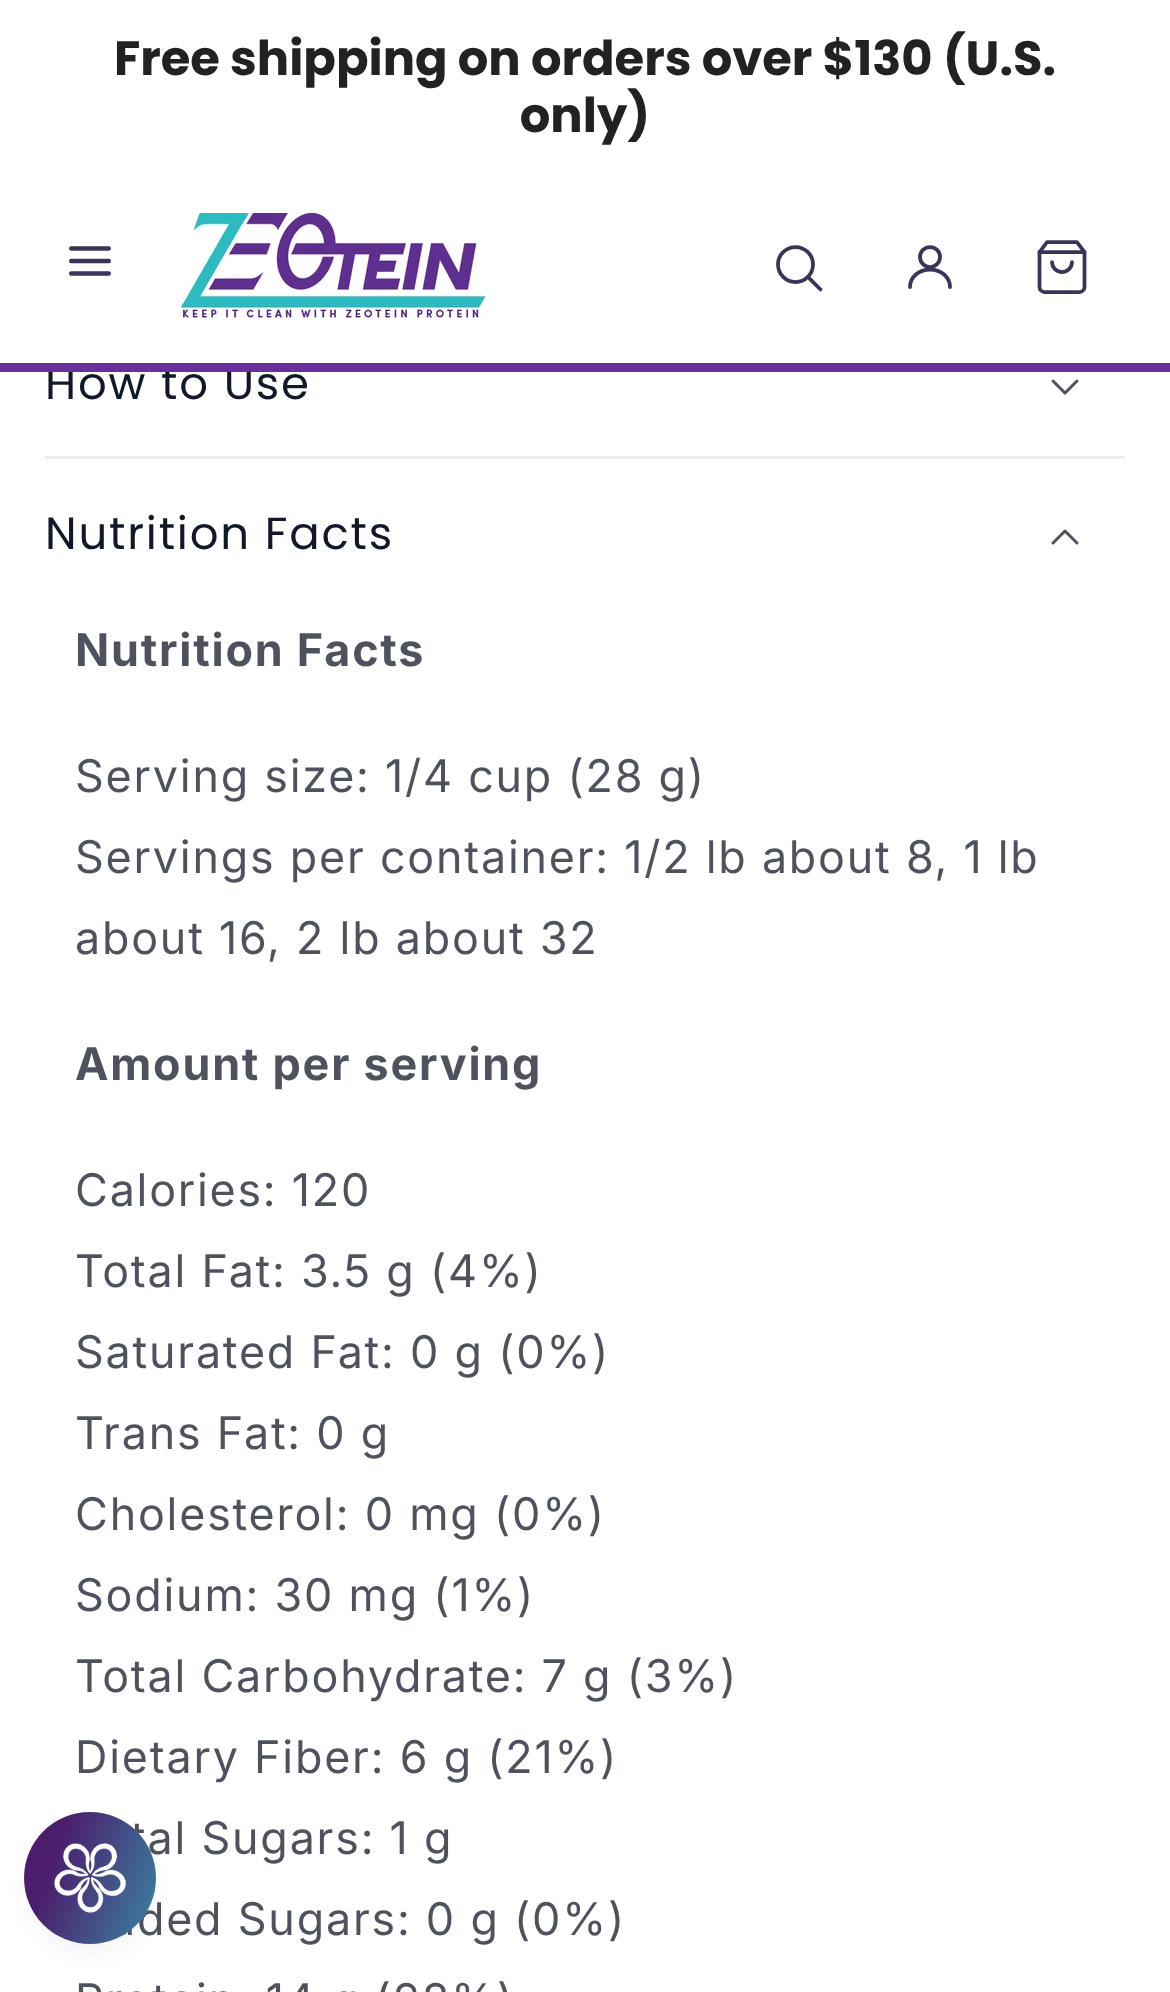 Free shipping on orders over $130 (U.S.
only)
ZEOTEIN
KEEP IT CLEAN WITH ZEOTEIN PROTEIN
How to Use
Nutrition Facts
Nutrition Facts
Serving size: 1/4 cup (28 g)
Servings per container: 1/2 lb about 8, 1 lb
about 16, 2 lb about 32
Amount per serving
Calories: 120
Total Fat: 3.5 g (4%)
Saturated Fat: 0 g (0%)
Trans Fat: 0 g
Cholesterol: 0 mg (0%)
Sodium: 30 mg (1%)
Total Carbohydrate: 7 g (3%)
Dietary Fiber: 6 g (21%)
Sugars: 1 g
Sugars: 0 g (0%)
Protein: 14 g